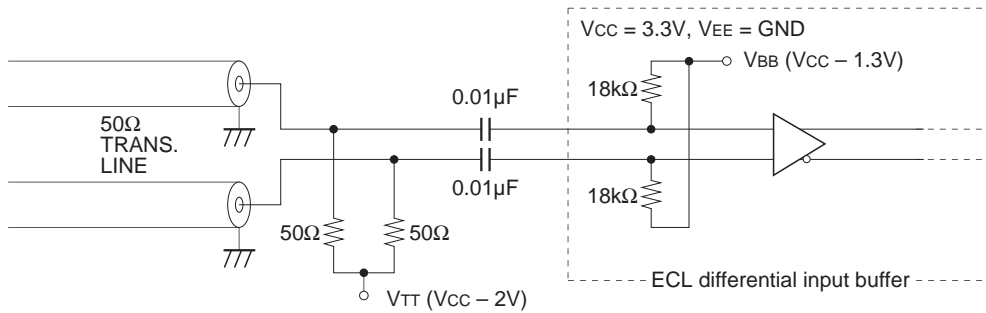 VCC = 3.3V, VEE = GND
VBB (VCC – 1.3V)
18kΩ
0.01µF
50Ω
TRANS.
LINE
0.01µF
18kΩ
50Ω
50Ω
ECL differential input buffer
VTT (VCC – 2V)